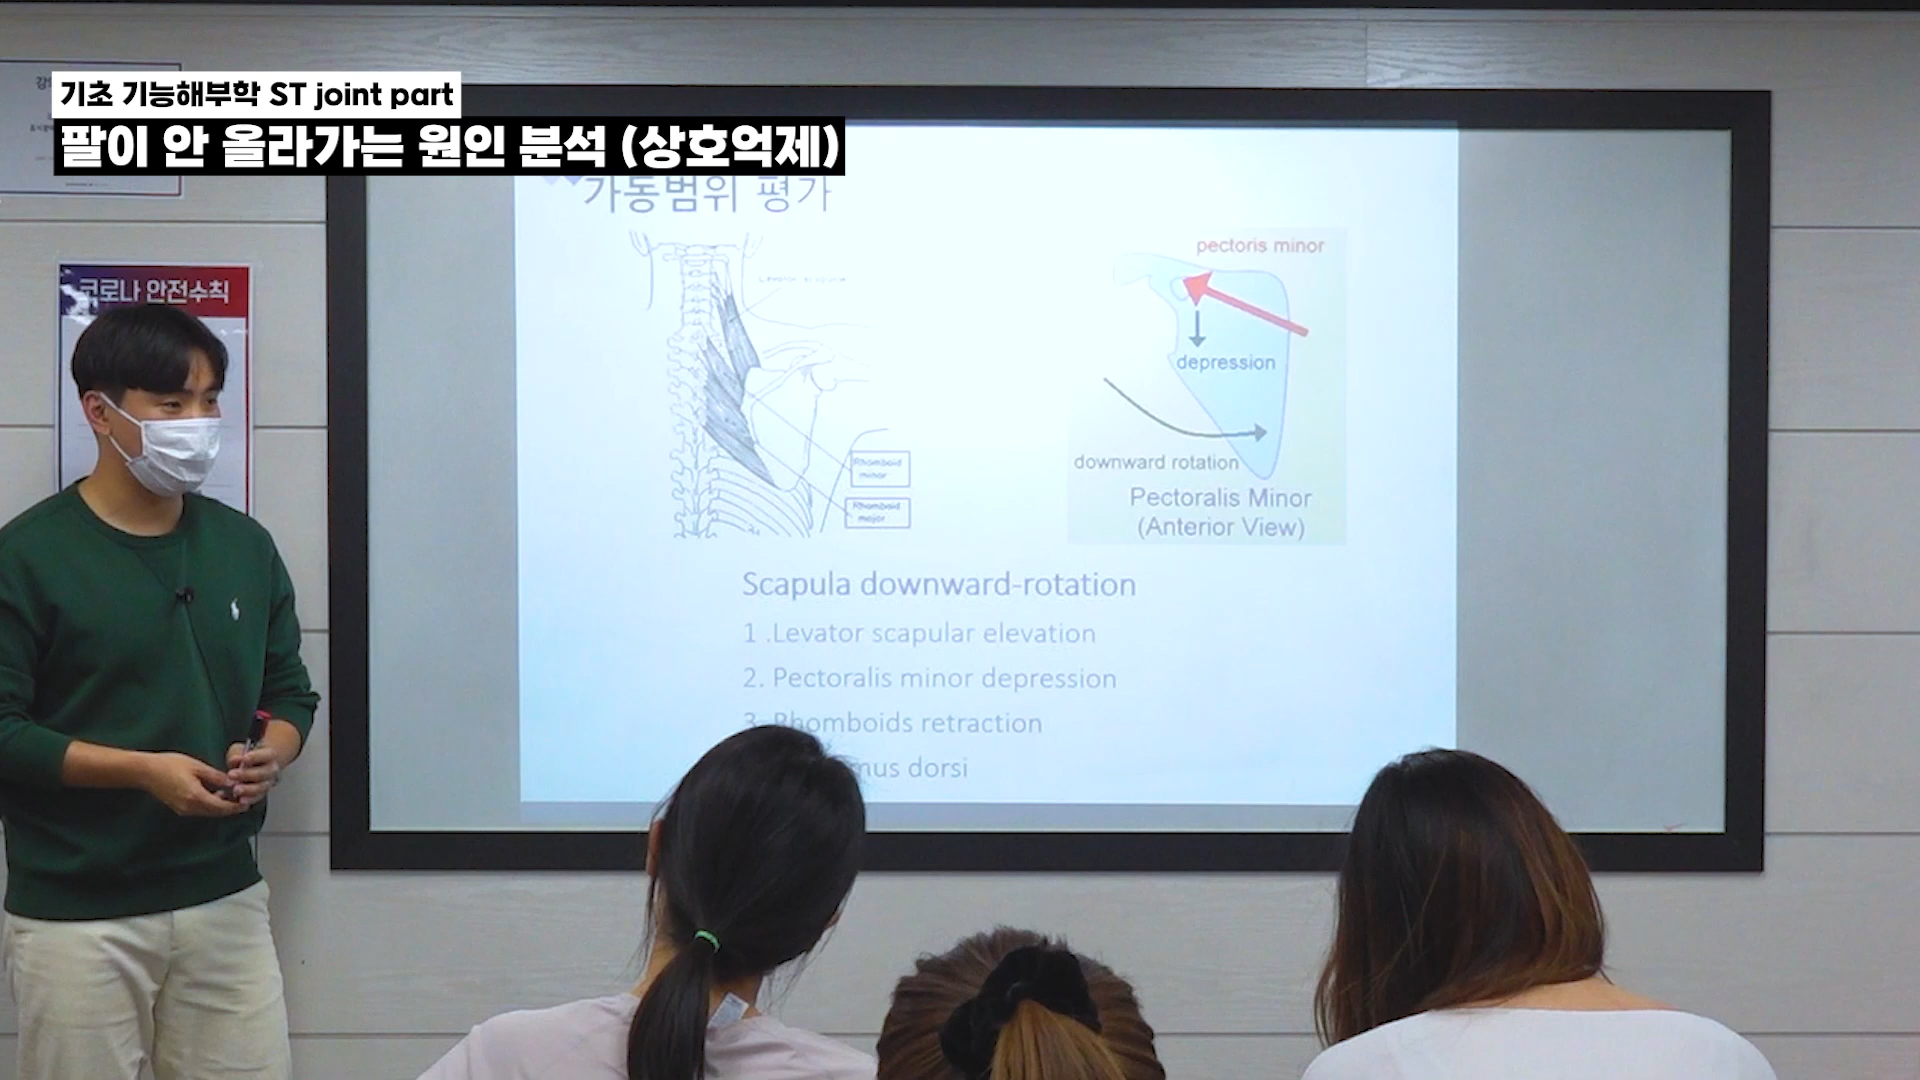 기초 기능해부학 ST joint part
팔이 안 올라가는 원인 분석 (상호억제)
코로나 안전수칙
가동범위 평가
Rhomboid
minor
Rhomboid
major
pectoris minor
depression
downward rotation
Pectoralis Minor
(Anterior View)
Scapula downward-rotation
1 .Levator scapular elevation
2. Pectoralis minor depression
3. Rhomboids retraction
dorsi